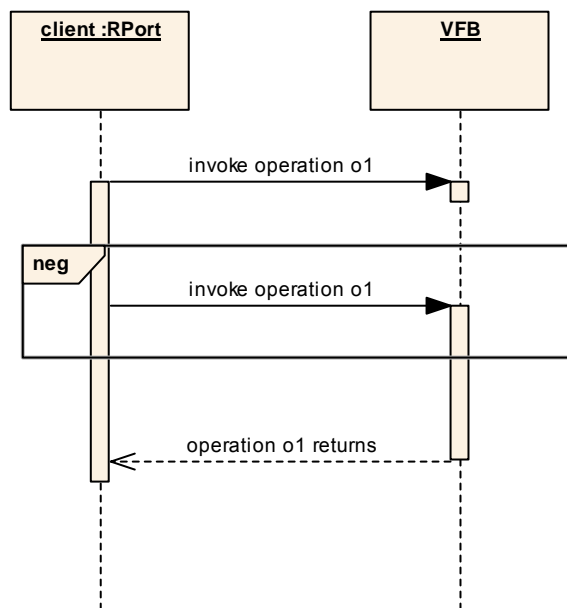 client :RPort
VFB
invoke operation o1
neg
invoke operation o1
operation o1 returns